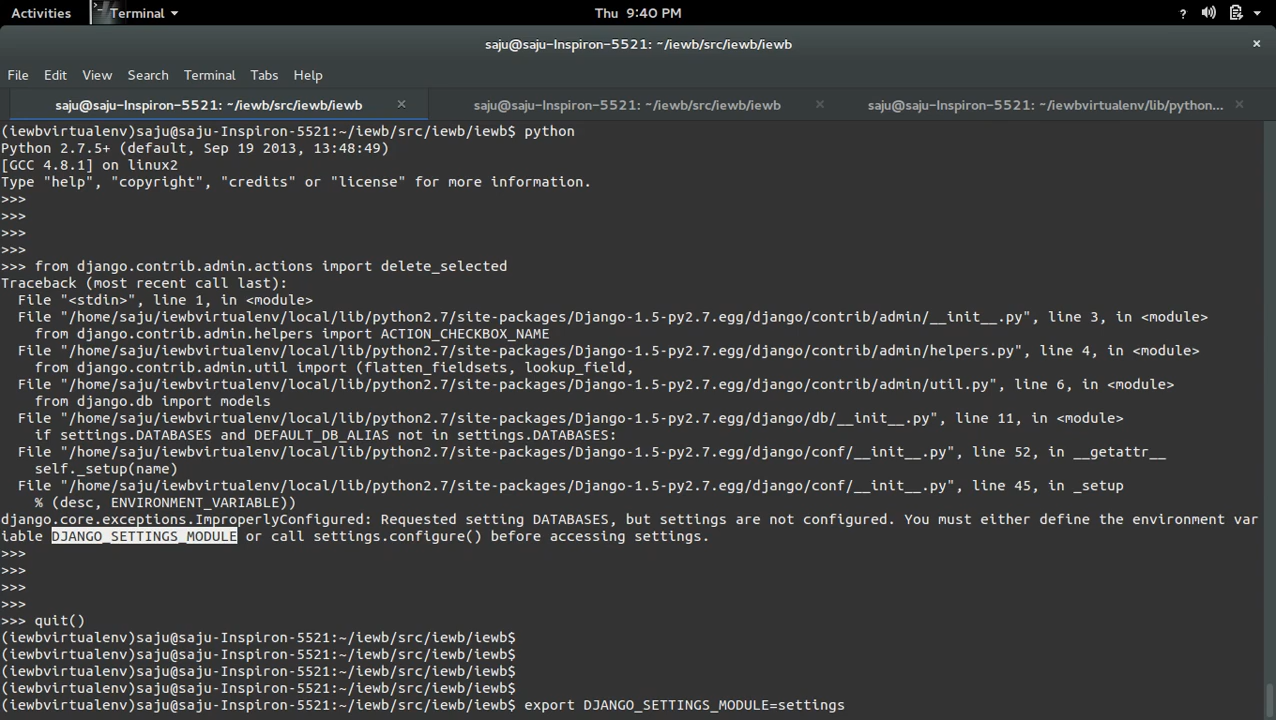 Activities Terminal Thu 9:40 PM ?
saju@saju-Inspiron-5521: ~/iewb/src/iewb/iewb ×
File Edit View Search Terminal Tabs Help
saju@saju-Inspiron-5521: ~/iewb/src/iewb/iewb × saju@saju-Inspiron-5521: ~/iewb/src/iewb/iewb × saju@saju-Inspiron-5521: ~/iewbvirtualenv/lib/python... ×
(iewbvirtualenv)saju@saju-Inspiron-5521:~/iewb/src/iewb/iewb$ python
Python 2.7.5+ (default, Sep 19 2013, 13:48:49)
[GCC 4.8.1] on linux2
Type "help", "copyright", "credits" or "license" for more information.
>>>
>>>
>>>
>>>
>>> from django.contrib.admin.actions import delete_selected
Traceback (most recent call last):
  File "<stdin>", line 1, in <module>
  File "/home/saju/iewbvirtualenv/local/lib/python2.7/site-packages/Django-1.5-py2.7.egg/django/contrib/admin/__init__.py", line 3, in <module>
    from django.contrib.admin.helpers import ACTION_CHECKBOX_NAME
  File "/home/saju/iewbvirtualenv/local/lib/python2.7/site-packages/Django-1.5-py2.7.egg/django/contrib/admin/helpers.py", line 4, in <module>
    from django.contrib.admin.util import (flatten_fieldsets, lookup_field,
  File "/home/saju/iewbvirtualenv/local/lib/python2.7/site-packages/Django-1.5-py2.7.egg/django/contrib/admin/util.py", line 6, in <module>
    from django.db import models
  File "/home/saju/iewbvirtualenv/local/lib/python2.7/site-packages/Django-1.5-py2.7.egg/django/db/__init__.py", line 11, in <module>
    if settings.DATABASES and DEFAULT_DB_ALIAS not in settings.DATABASES:
  File "/home/saju/iewbvirtualenv/local/lib/python2.7/site-packages/Django-1.5-py2.7.egg/django/conf/__init__.py", line 52, in __getattr__
    self._setup(name)
  File "/home/saju/iewbvirtualenv/local/lib/python2.7/site-packages/Django-1.5-py2.7.egg/django/conf/__init__.py", line 45, in _setup
    % (desc, ENVIRONMENT_VARIABLE))
django.core.exceptions.ImproperlyConfigured: Requested setting DATABASES, but settings are not configured. You must either define the environment var
iable DJANGO_SETTINGS_MODULE or call settings.configure() before accessing settings.
>>>
>>>
>>>
>>>
>>> quit()
(iewbvirtualenv)saju@saju-Inspiron-5521:~/iewb/src/iewb/iewb$
(iewbvirtualenv)saju@saju-Inspiron-5521:~/iewb/src/iewb/iewb$
(iewbvirtualenv)saju@saju-Inspiron-5521:~/iewb/src/iewb/iewb$
(iewbvirtualenv)saju@saju-Inspiron-5521:~/iewb/src/iewb/iewb$
(iewbvirtualenv)saju@saju-Inspiron-5521:~/iewb/src/iewb/iewb$ export DJANGO_SETTINGS_MODULE=settings